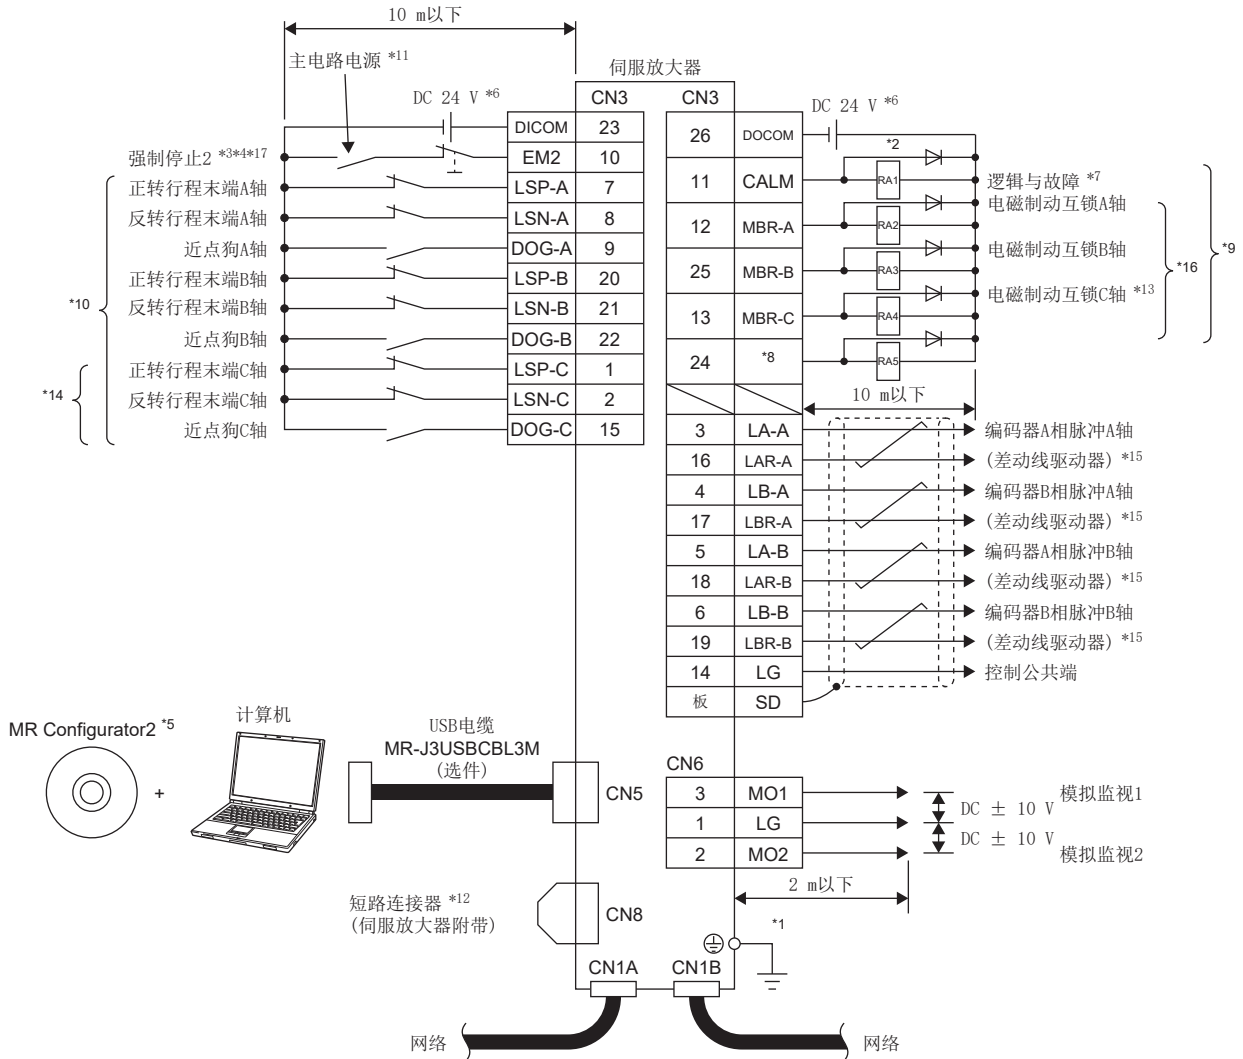 10 m以下
主电路电源 *11
伺服放大器
DC 24 V *6
CN3
CN3
DC 24 V *6
DICOM 23
强制停止2 *3*4*17 EM2 10
正转行程末端A轴 LSP-A 7
反转行程末端A轴 LSN-A 8
近点狗A轴 DOG-A 9
正转行程末端B轴 LSP-B 20
*10
反转行程末端B轴 LSN-B 21
近点狗B轴 DOG-B 22
正转行程末端C轴 LSP-C 1
*14
反转行程末端C轴 LSN-C 2
近点狗C轴 DOG-C 15
26 DOCOM
*2
11 CALM RA1 逻辑与故障 *7
电磁制动互锁A轴
12 MBR-A RA2
电磁制动互锁B轴
25 MBR-B RA3
*16
*9
电磁制动互锁C轴 *13
13 MBR-C RA4
24 *8 RA5
10 m以下
3 LA-A 编码器A相脉冲A轴
16 LAR-A (差动线驱动器) *15
4 LB-A 编码器B相脉冲A轴
17 LBR-A (差动线驱动器) *15
5 LA-B 编码器A相脉冲B轴
18 LAR-B (差动线驱动器) *15
6 LB-B 编码器B相脉冲B轴
19 LBR-B (差动线驱动器) *15
14 LG 控制公共端
板 SD
MR Configurator2 *5
+
计算机
USB电缆
MR-J3USBCBL3M
(选件)
CN5
CN6
3 MO1 模拟监视1
DC ± 10 V
1 LG
DC ± 10 V
2 MO2 模拟监视2
2 m以下
短路连接器 *12
(伺服放大器附带)
CN8
*1
CN1A
CN1B
网络
网络